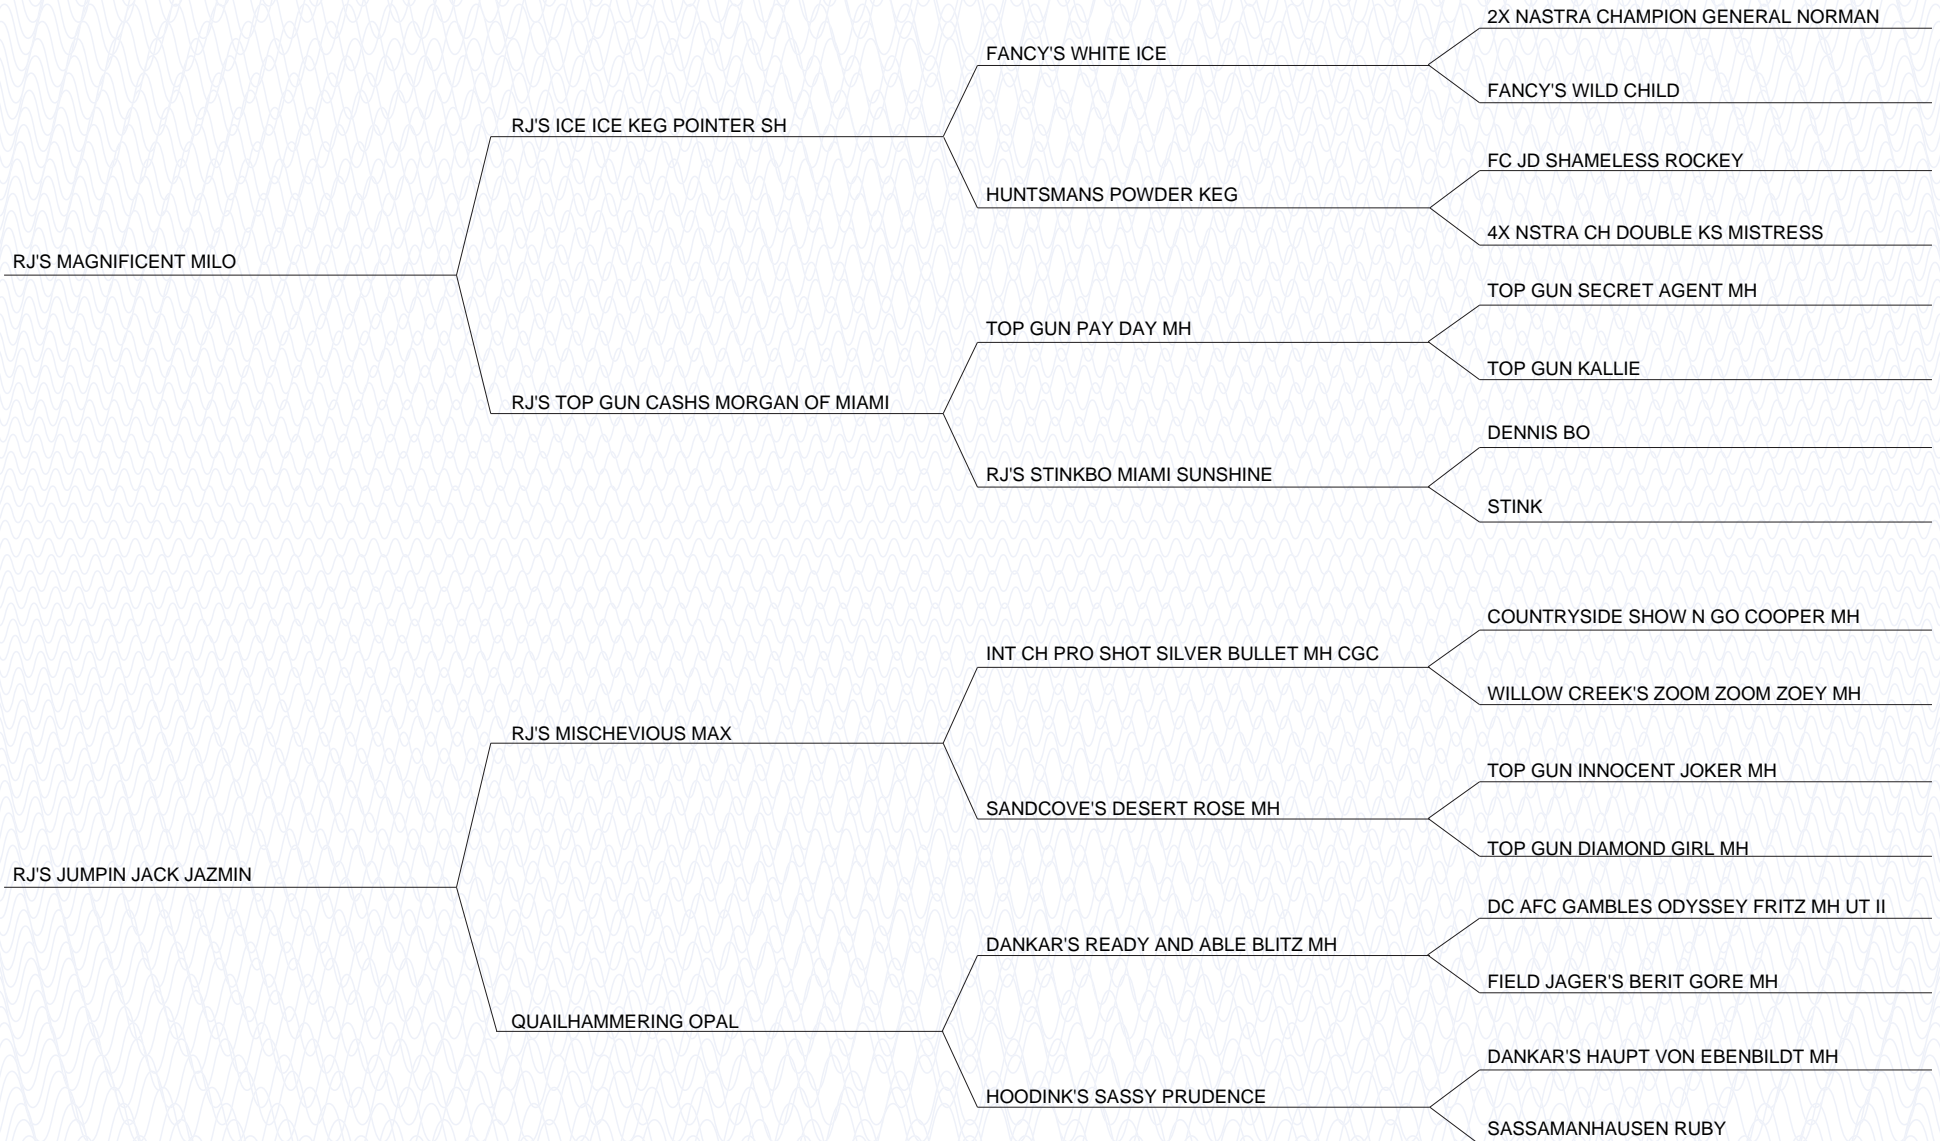 2X NASTRA CHAMPION GENERAL NORMAN
FANCY'S WHITE ICE
FANCY'S WILD CHILD
RJ'S ICE ICE KEG POINTER SH
FC JD SHAMELESS ROCKEY
HUNTSMANS POWDER KEG
4X NSTRA CH DOUBLE KS MISTRESS
RJ'S MAGNIFICENT MILO
TOP GUN SECRET AGENT MH
TOP GUN PAY DAY MH
TOP GUN KALLIE
RJ'S TOP GUN CASHS MORGAN OF MIAMI
DENNIS BO
RJ'S STINKBO MIAMI SUNSHINE
STINK
COUNTRYSIDE SHOW N GO COOPER MH
INT CH PRO SHOT SILVER BULLET MH CGC
WILLOW CREEK'S ZOOM ZOOM ZOEY MH
RJ'S MISCHEVIOUS MAX
TOP GUN INNOCENT JOKER MH
SANDCOVE'S DESERT ROSE MH
TOP GUN DIAMOND GIRL MH
RJ'S JUMPIN JACK JAZMIN
DC AFC GAMBLES ODYSSEY FRITZ MH UT II
DANKAR'S READY AND ABLE BLITZ MH
FIELD JAGER'S BERIT GORE MH
QUAILHAMMERING OPAL
DANKAR'S HAUPT VON EBENBILDT MH
HOODINK'S SASSY PRUDENCE
SASSAMANHAUSEN RUBY